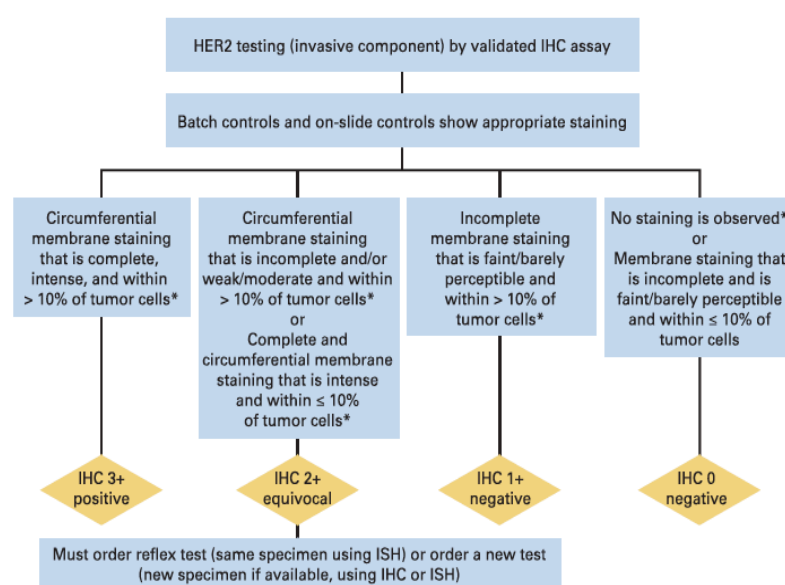 HER2 testing (invasive component) by validated IHC assay
Batch controls and on-slide controls show appropriate staining
Circumferential
membrane staining
that is complete,
intense, and within
> 10% of tumor cells*
Circumferential
membrane staining
that is incomplete and/or
weak/moderate and within
> 10% of tumor cells*
or
Complete and
circumferential membrane
staining that is intense
and within ≤ 10%
of tumor cells*
Incomplete
membrane staining
that is faint/barely
perceptible and
within > 10% of
tumor cells*
No staining is observed*
or
Membrane staining that
is incomplete and is
faint/barely perceptible
and within ≤ 10% of
tumor cells
IHC 3+
positive
IHC 2+
equivocal
IHC 1+
negative
IHC 0
negative
Must order reflex test (same specimen using ISH) or order a new test
(new specimen if available, using IHC or ISH)